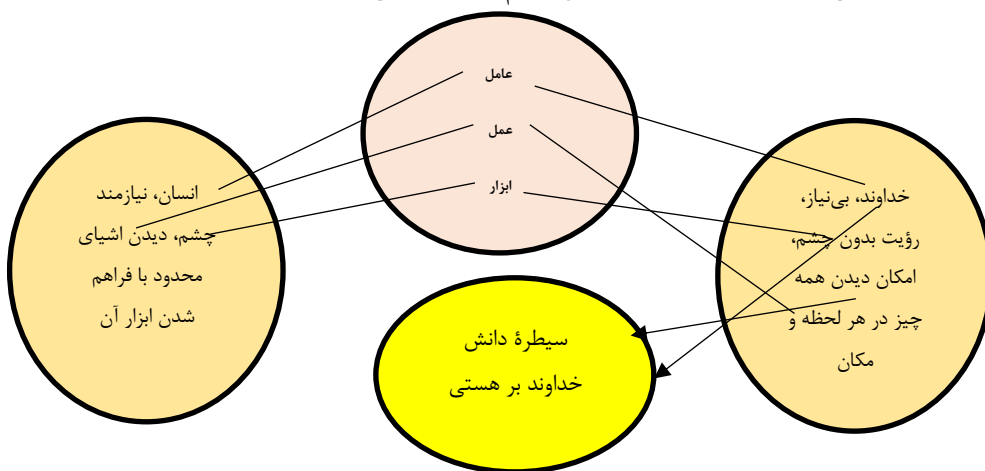 عامل
عمل
ابزار
خداوند، بی‌نیاز،
رؤیت بدون چشم،
امکان دیدن همه
چیز در هر لحظه و
مکان
انسان، نیازمند
چشم، دیدن اشیای
محدود با فراهم
شدن ابزار آن
سیطرۀ دانش
خداوند بر هستی